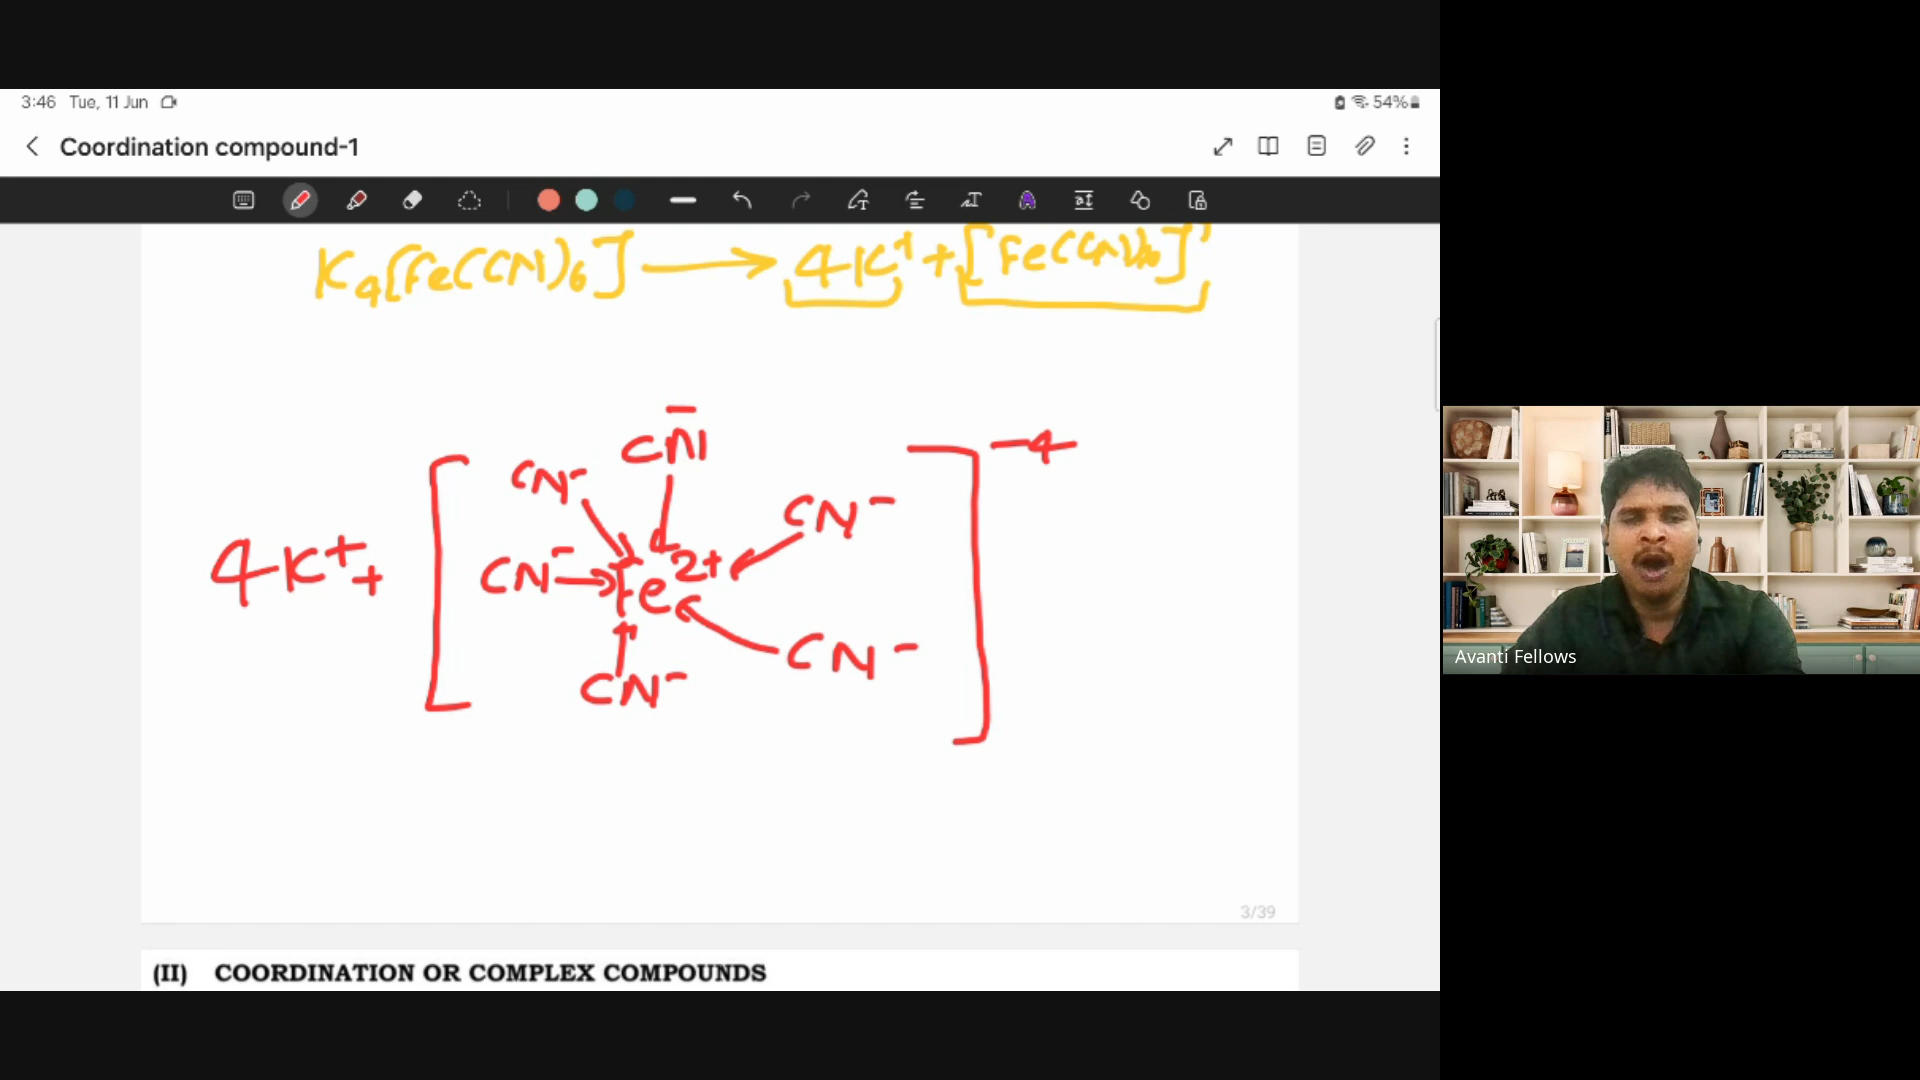 3:46 Tue, 11 Jun 54%
Coordination compound-1
K4[Fe(CN)6] → 4K+ + [Fe(CN)6]
CN-
CN-
CN-
4K+ + [ CN- → Fe2+ ]-4
CN-
CN-
Avanti Fellows
3/39
(II) COORDINATION OR COMPLEX COMPOUNDS